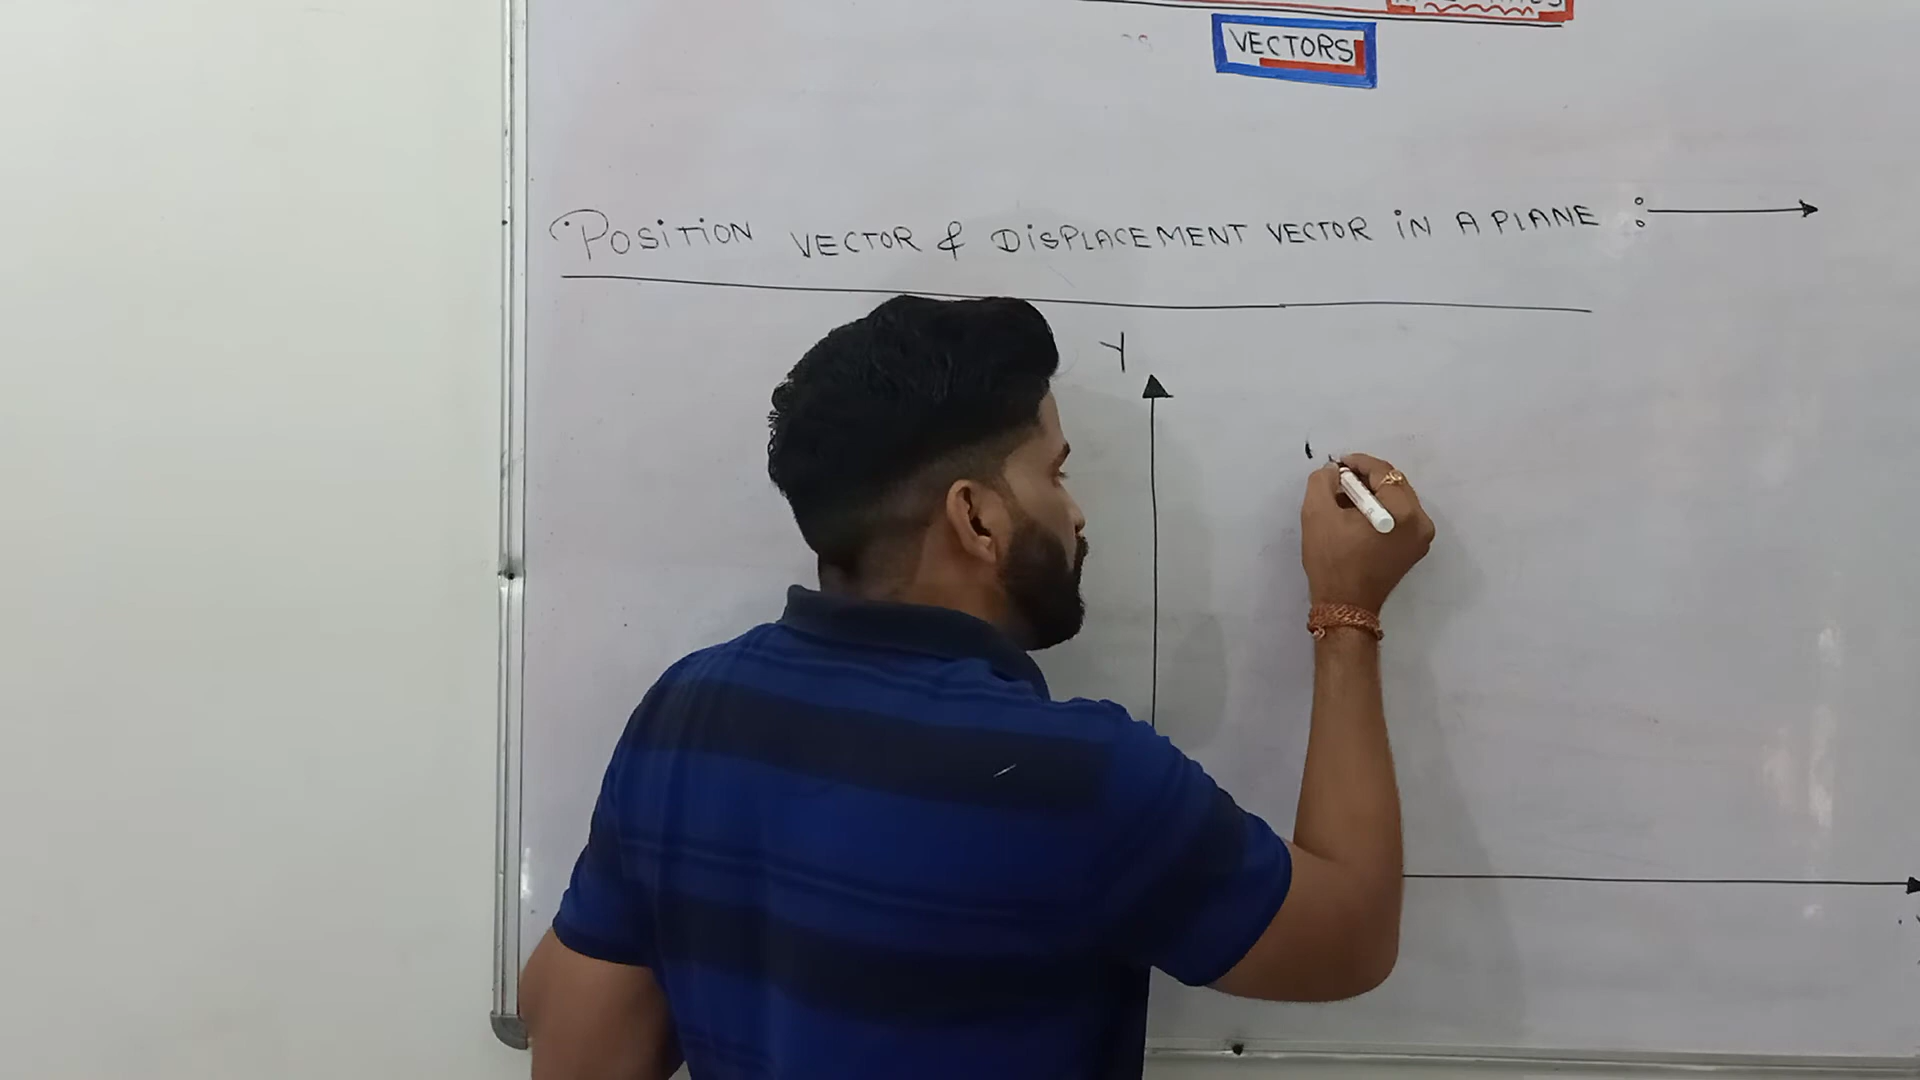 VECTORS
POSITION VECTOR & DISPLACEMENT VECTOR IN A PLANE :
Y